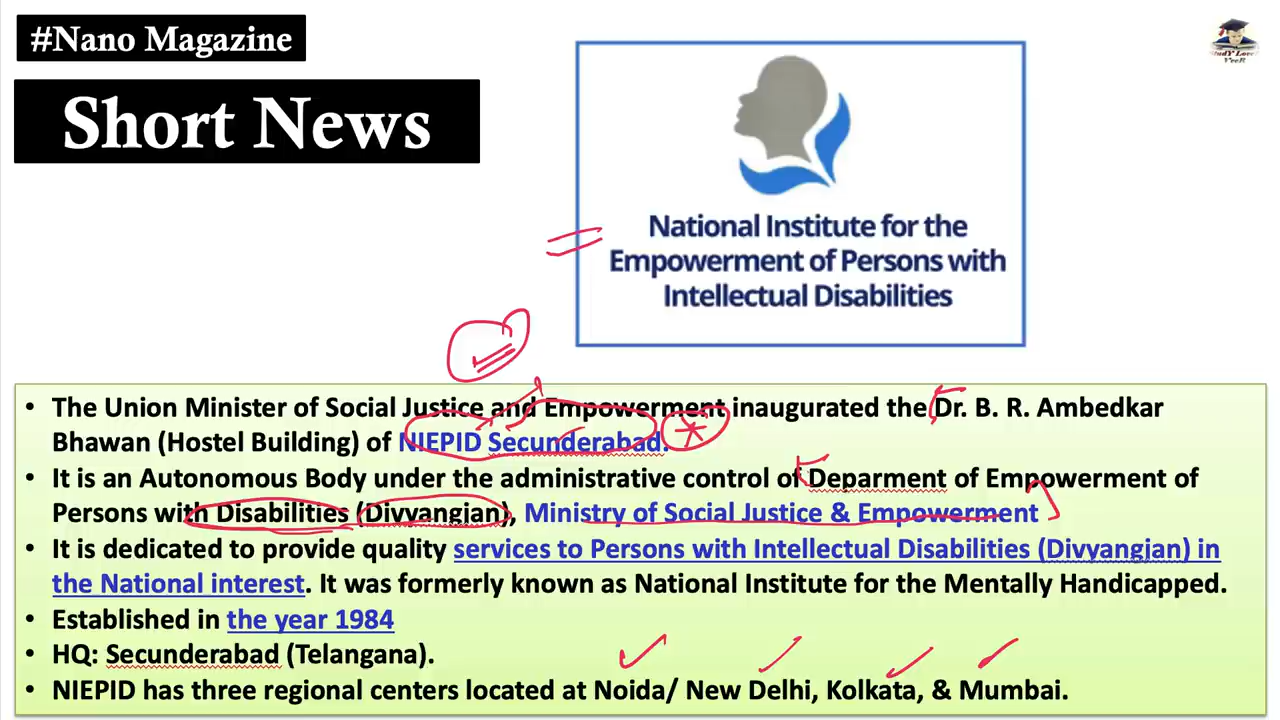 #Nano Magazine
Short News
StudY Lover
VeeR
National Institute for the
Empowerment of Persons with
Intellectual Disabilities
• The Union Minister of Social Justice and Empowerment inaugurated the Dr. B. R. Ambedkar
Bhawan (Hostel Building) of NIEPID Secunderabad.
• It is an Autonomous Body under the administrative control of Deparment of Empowerment of
Persons with Disabilities (Divyangjan), Ministry of Social Justice & Empowerment
• It is dedicated to provide quality services to Persons with Intellectual Disabilities (Divyangjan) in
the National interest. It was formerly known as National Institute for the Mentally Handicapped.
• Established in the year 1984
• HQ: Secunderabad (Telangana).
• NIEPID has three regional centers located at Noida/ New Delhi, Kolkata, & Mumbai.